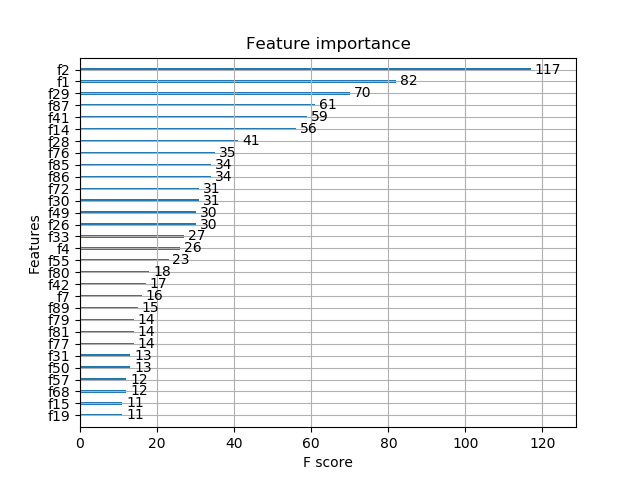 Feature importance
f2 117
f1 82
f29 70
f87 61
f41 59
f14 56
f28 41
f76 35
f85 34
f86 34
f72 31
f30 31
f49 30
f26 30
f33 27
f4 26
f55 23
f80 18
f42 17
f7 16
f89 15
f79 14
f81 14
f77 14
f31 13
f50 13
f57 12
f68 12
f15 11
f19 11
Features
0 20 40 60 80 100 120
F score